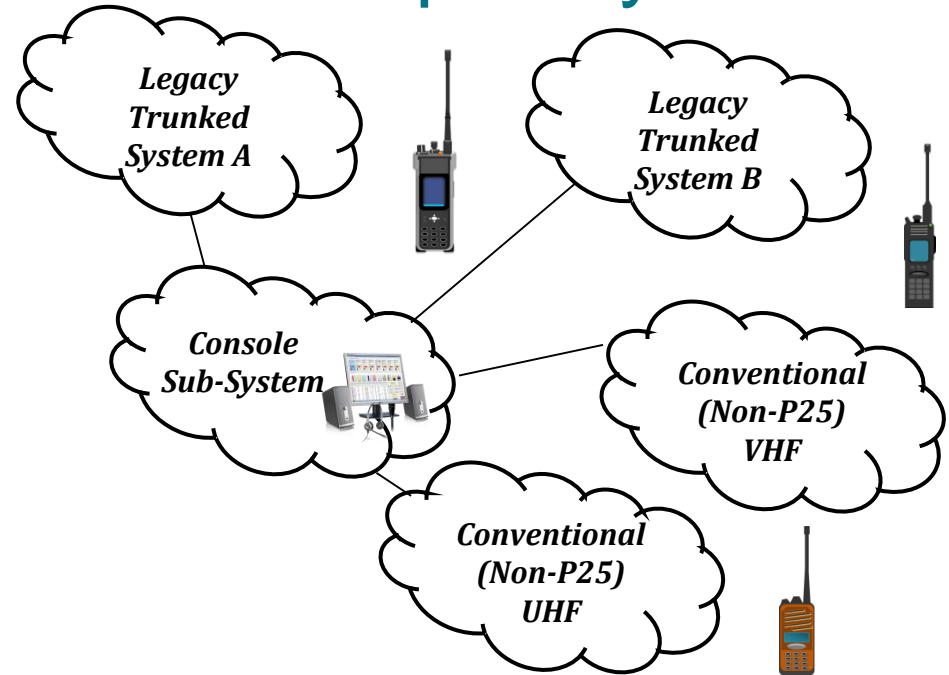 Legacy
Trunked
System A
Legacy
Trunked
System B
Console
Sub-System
Conventional
(Non-P25)
VHF
Conventional
(Non-P25)
UHF